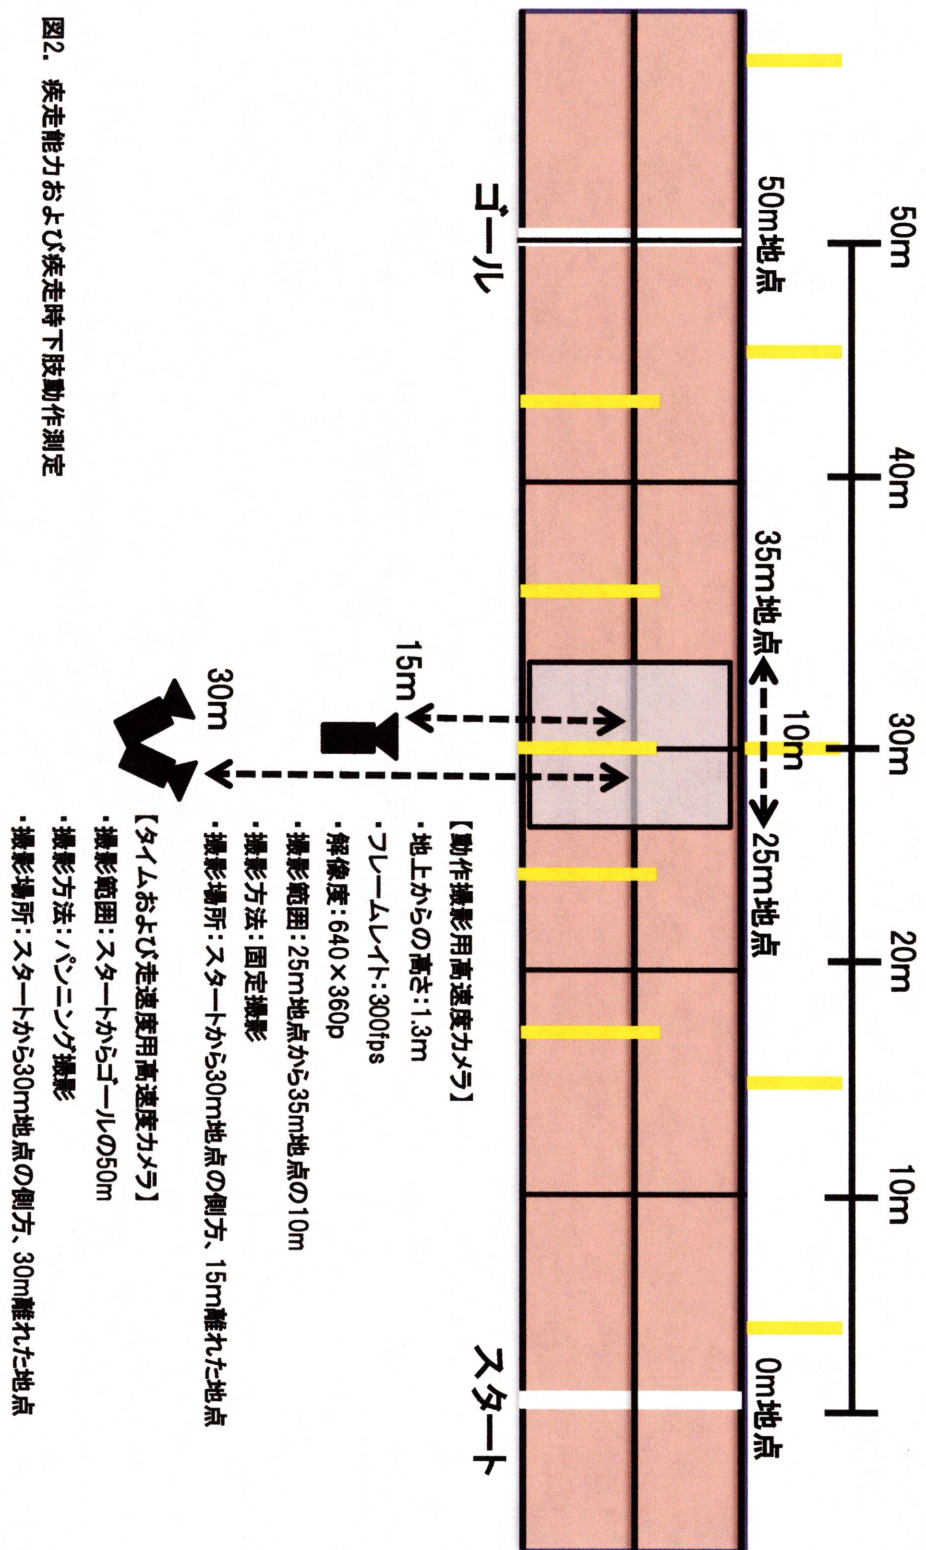 50m
40m
30m
20m
10m
50m地点
35m地点
10m
25m地点
0m地点
ゴール
スタート
15m
30m
【動作撮影用高速度カメラ】
・地上からの高さ：1.3m
・フレームレイト：300fps
・解像度：640×360p
・撮影範囲：25m地点から35m地点の10m
・撮影方法：固定撮影
・撮影場所：スタートから30m地点の側方、15m離れた地点
【タイムおよび走速度用高速度カメラ】
・撮影範囲：スタートからゴールの50m
・撮影方法：パンニング撮影
・撮影場所：スタートから30m地点の側方、30m離れた地点
図2. 疾走能力および疾走時下肢動作測定